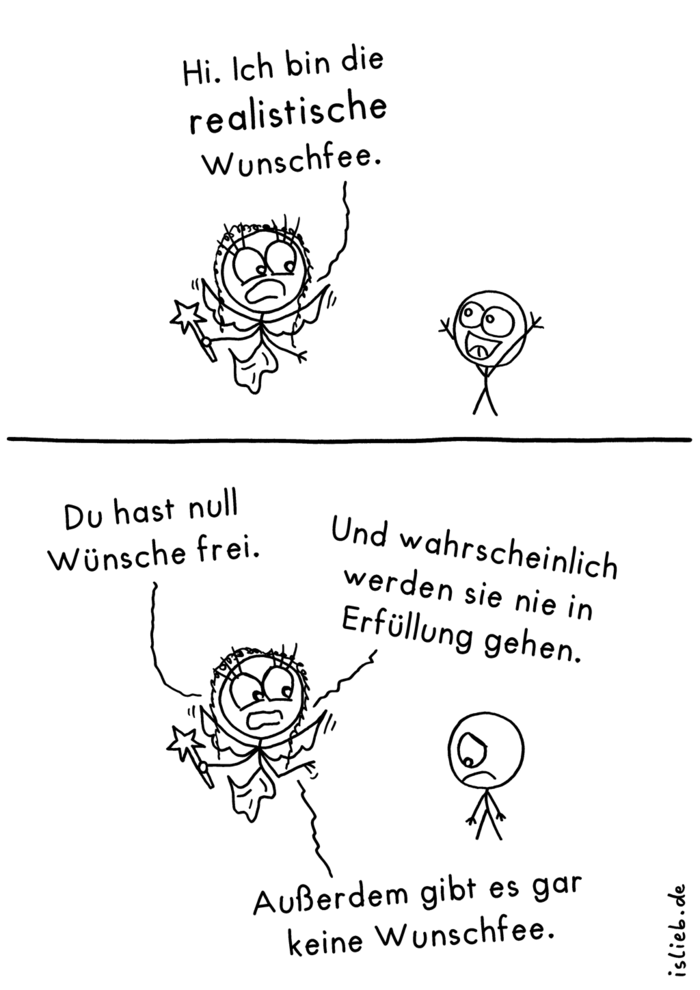 Hi. Ich bin die
realistische
Wunschfee.
Du hast null
Wünsche frei.
Und wahrscheinlich
werden sie nie in
Erfüllung gehen.
Außerdem gibt es gar
keine Wunschfee.
islieb.de